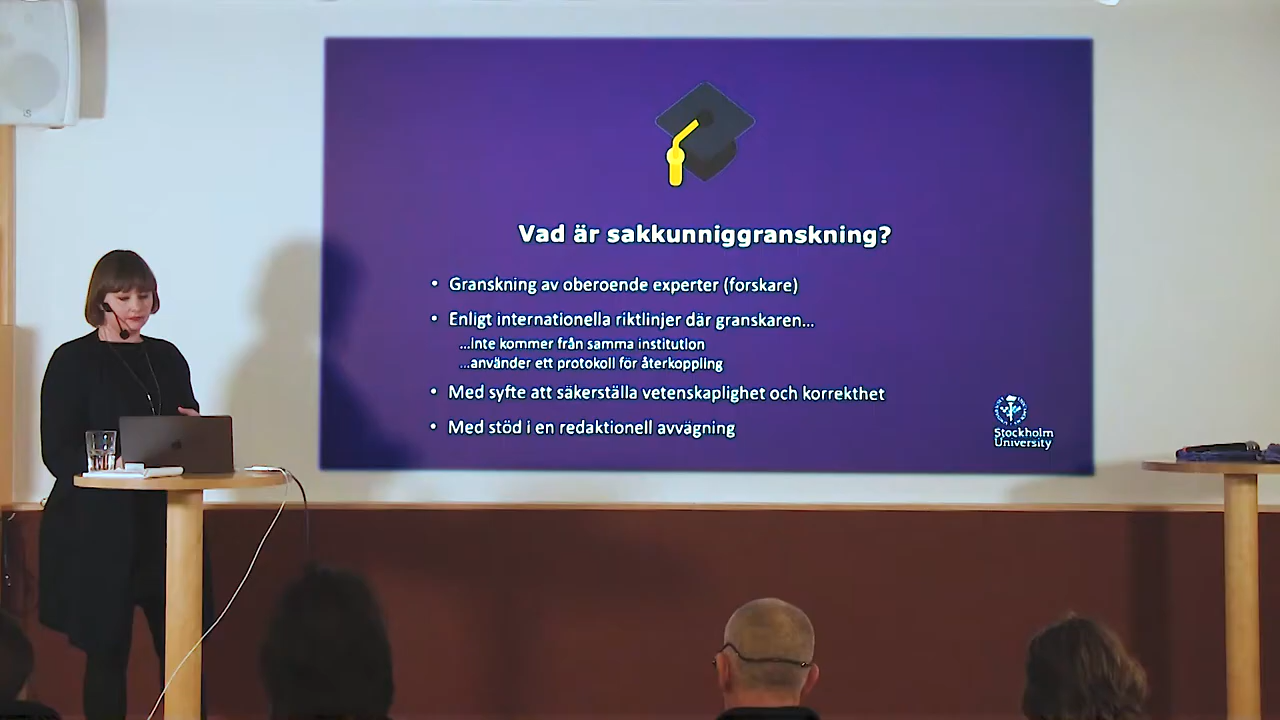 Vad är sakkunniggranskning?
• Granskning av oberoende experter (forskare)
• Enligt internationella riktlinjer där granskaren...
...inte kommer från samma institution
...använder ett protokoll för återkoppling
• Med syfte att säkerställa vetenskaplighet och korrekthet
• Med stöd i en redaktionell avvägning
Stockholm
University